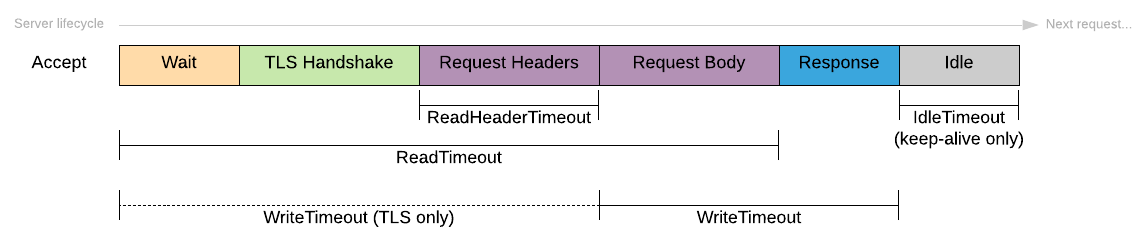 Server lifecycle
Next request...
Accept
Wait
TLS Handshake
Request Headers
Request Body
Response
Idle
ReadHeaderTimeout
IdleTimeout
(keep-alive only)
ReadTimeout
WriteTimeout (TLS only)
WriteTimeout